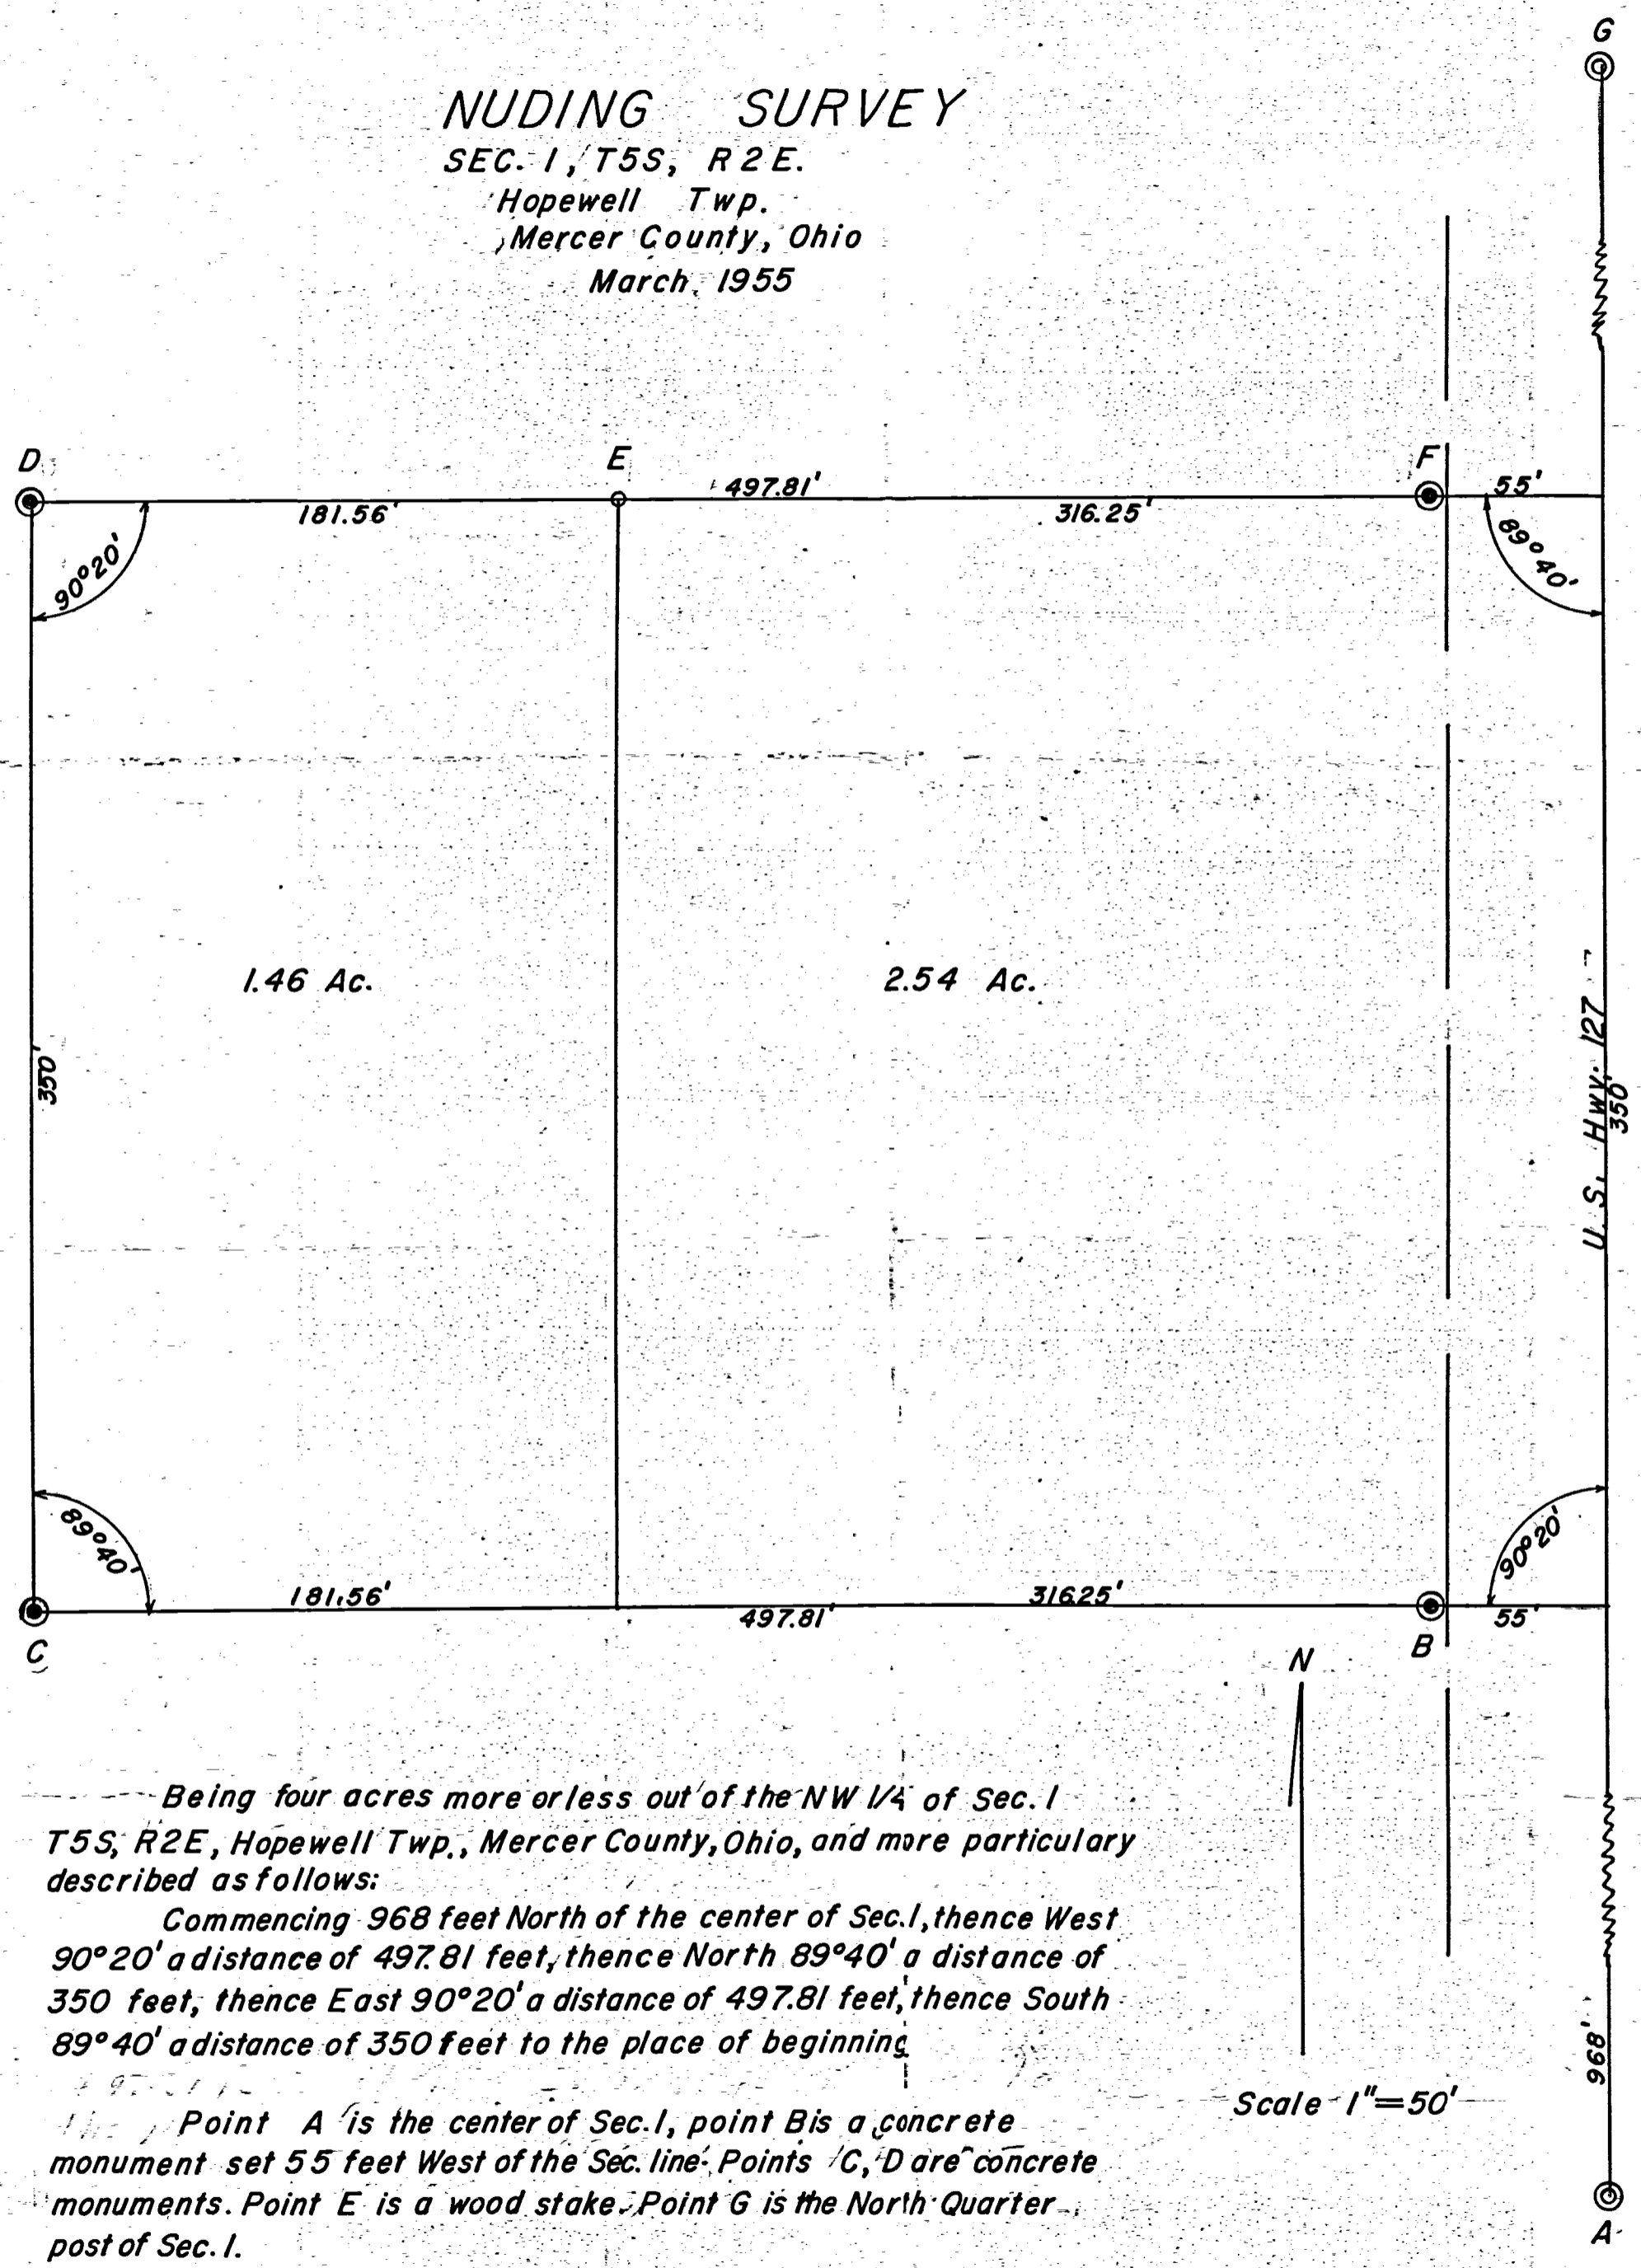 G
NUDING SURVEY
SEC. 1, T5S, R2E.
Hopewell Twp.
Mercer County, Ohio
March, 1955
D
E
F
497.81'
55'
181.56'
316.25'
90°20'
89°40'
1.46 Ac.
2.54 Ac.
350'
U.S. Hwy. 127
350'
89°40'
90°20'
181.56'
316.25'
497.81'
55'
C
B
N
Being four acres more or less out of the NW 1/4 of Sec. 1
T5S, R2E, Hopewell Twp., Mercer County, Ohio, and more particulary
described as follows:
Commencing 968 feet North of the center of Sec. 1, thence West
90°20' a distance of 497.81 feet, thence North 89°40' a distance of
350 feet, thence East 90°20' a distance of 497.81 feet, thence South
89°40' a distance of 350 feet to the place of beginning
968'
Scale - 1"=50'
Point A is the center of Sec. 1, point B is a concrete
monument set 55 feet West of the Sec. line. Points C, D are concrete
monuments. Point E is a wood stake. Point G is the North Quarter
post of Sec. 1.
A